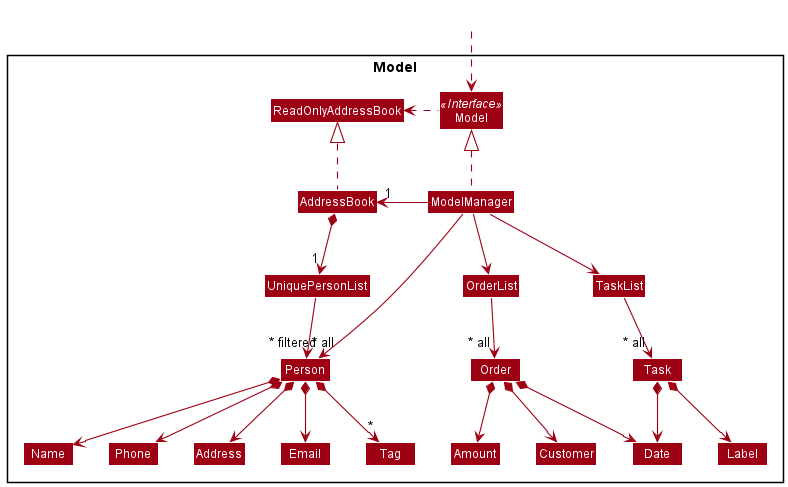 Model
ReadOnlyAddressBook
«Interface»
Model
AddressBook
1
ModelManager
1
UniquePersonList
OrderList
TaskList
* filtered
* all
* all
* all
Person
Order
Task
*
Name
Phone
Address
Email
Tag
Amount
Customer
Date
Label